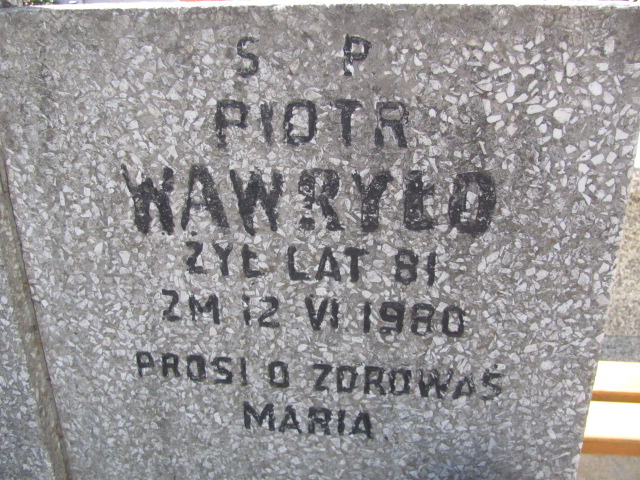 S P
PIOTR
WAWRYŁO
ŻYŁ LAT 81
ZM 12 VI 1980
PROSI O ZDROWAŚ
MARIA